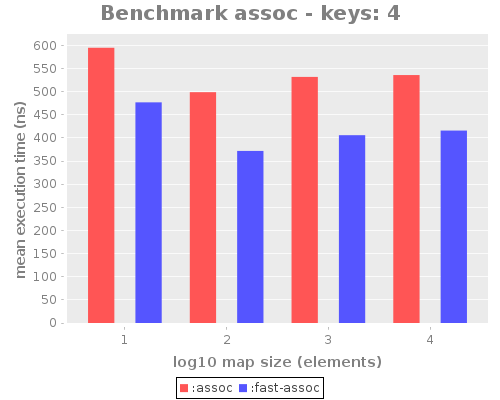 Benchmark assoc - keys: 4
mean execution time (ns)
600
550
500
450
400
350
300
250
200
150
100
50
0
1 2 3 4
log10 map size (elements)
:assoc :fast-assoc